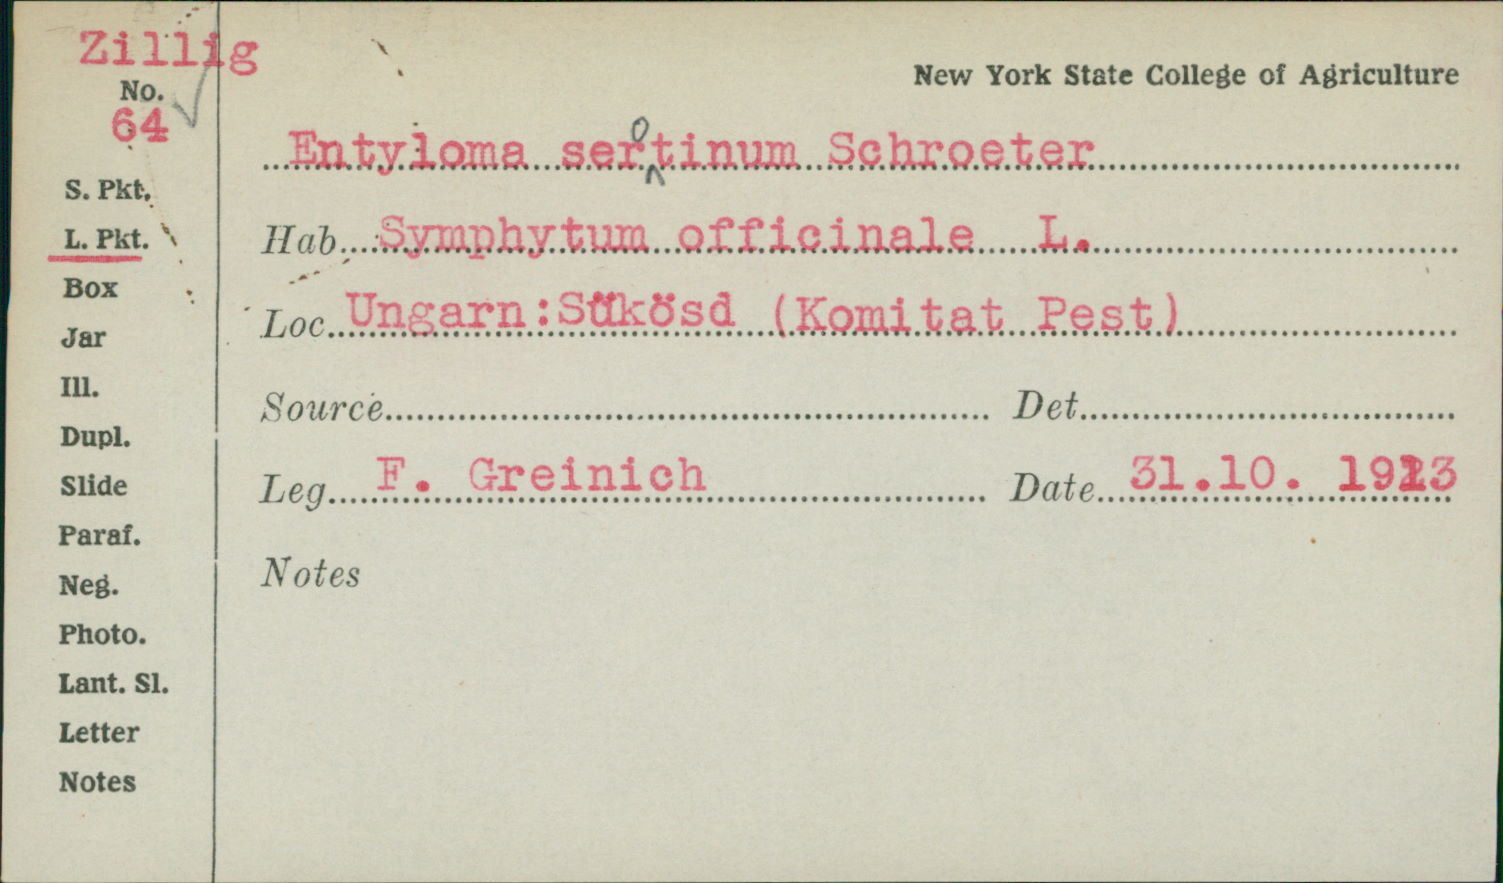 Zillig
No.
64
New York State College of Agriculture
Entyloma serotinum Schroeter
S. Pkt.
L. Pkt.
Hab. Symphytum officinale L.
Box
Loc. Ungarn:Sükösd (Komitat Pest)
Jar
Ill.
Source Det.
Dupl.
Slide
Leg. F. Greinich Date 31.10. 1913
Paraf.
Neg.
Notes
Photo.
Lant. Sl.
Letter
Notes